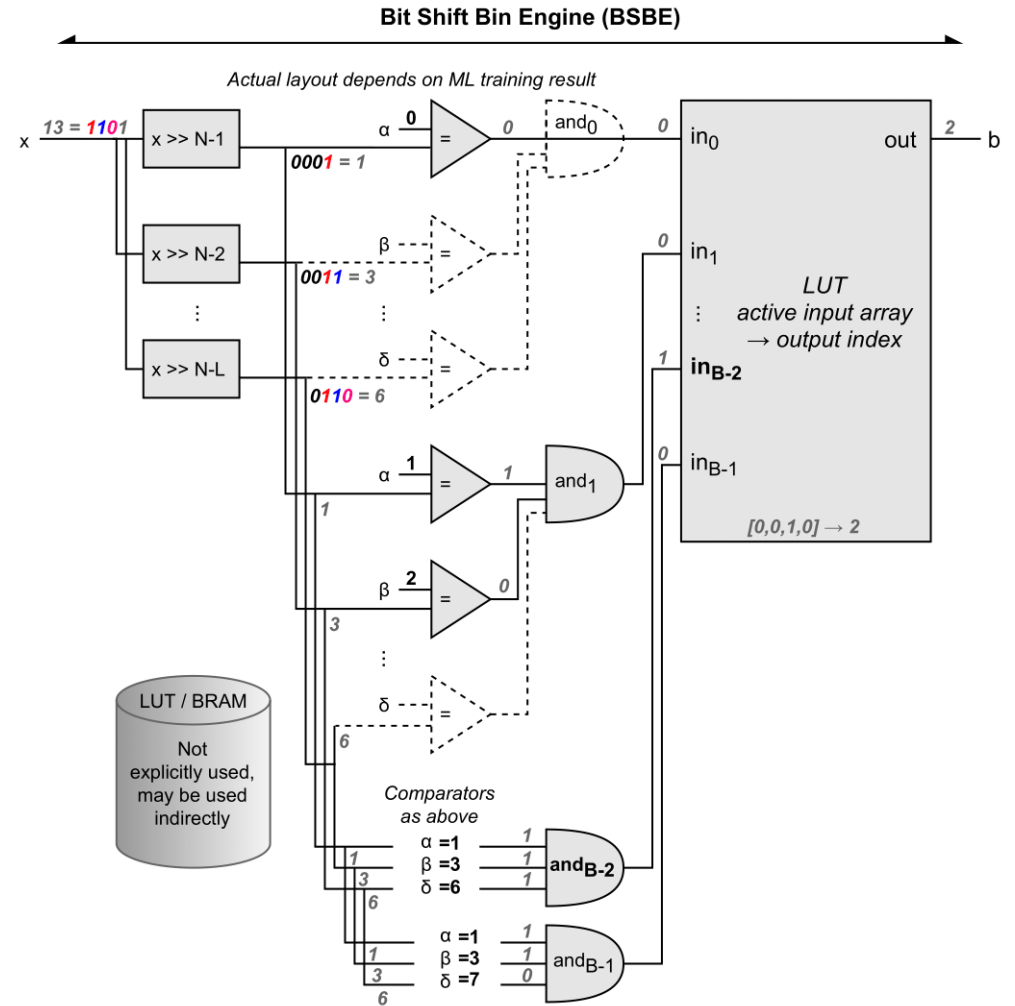 Bit Shift Bin Engine (BSBE)
Actual layout depends on ML training result
x
13 = 1101
x >> N-1
0001 = 1
α 0
=
0
and0
0
in0
out
2
b
x >> N-2
0011 = 3
β
=
0
in1
⋮
⋮
⋮
LUT
active input array
→ output index
x >> N-L
0110 = 6
δ
=
1
inB-2
0
inB-1
[0,0,1,0] → 2
α 1
=
1
1
and1
β 2
=
0
3
⋮
δ
=
6
LUT / BRAM
Not
explicitly used,
may be used
indirectly
Comparators
as above
α =1
1
1
β =3
1
3
δ =6
1
6
andB-2
α =1
1
1
β =3
1
3
δ =7
0
6
andB-1